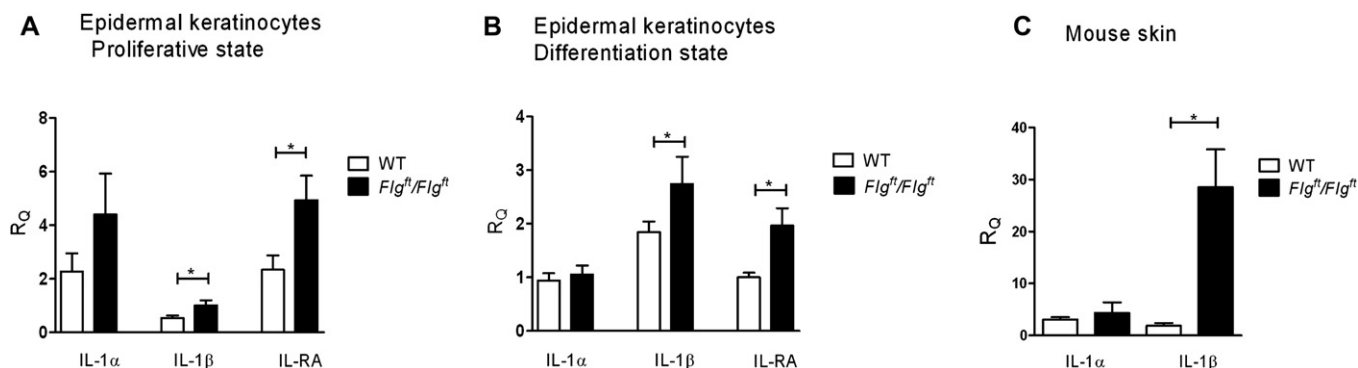 A Epidermal keratinocytes
Proliferative state
8
6
4
2
0
RQ
*
*
WT
Flgft/Flgft
IL-1α IL-1β IL-RA
B Epidermal keratinocytes
Differentiation state
4
3
2
1
0
RQ
*
*
WT
Flgft/Flgft
IL-1α IL-1β IL-RA
C Mouse skin
40
30
20
10
0
RQ
*
WT
Flgft/Flgft
IL-1α IL-1β